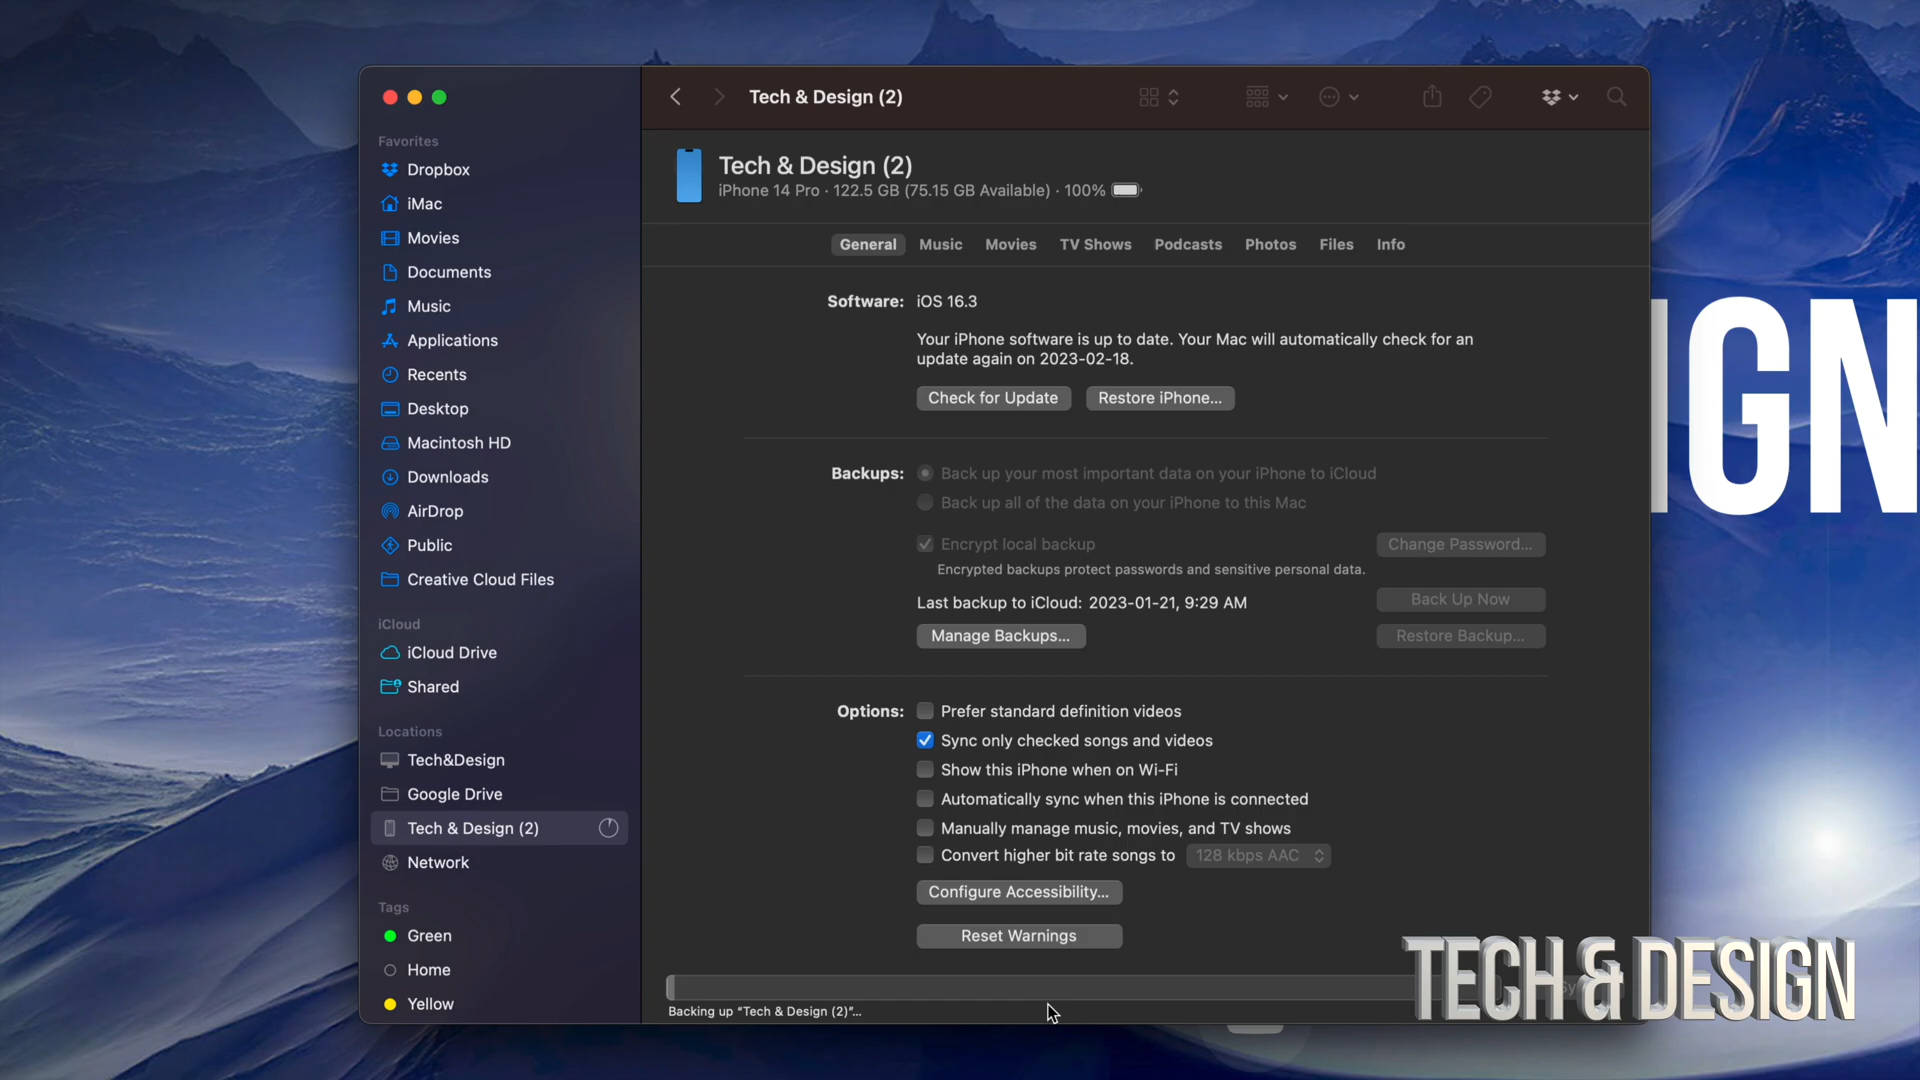 Tech & Design (2)
Favorites
Dropbox
iMac
Movies
Documents
Music
Applications
Recents
Desktop
Macintosh HD
Downloads
AirDrop
Public
Creative Cloud Files
iCloud
iCloud Drive
Shared
Locations
Tech&Design
Google Drive
Tech & Design (2)
Network
Tags
Green
Home
Yellow
Tech & Design (2)
iPhone 14 Pro · 122.5 GB (75.15 GB Available) · 100%
General Music Movies TV Shows Podcasts Photos Files Info
Software: iOS 16.3
Your iPhone software is up to date. Your Mac will automatically check for an
update again on 2023-02-18.
Check for Update Restore iPhone...
Backups: Back up your most important data on your iPhone to iCloud
Back up all of the data on your iPhone to this Mac
Encrypt local backup Change Password...
Encrypted backups protect passwords and sensitive personal data.
Last backup to iCloud: 2023-01-21, 9:29 AM Back Up Now
Manage Backups... Restore Backup...
Options: Prefer standard definition videos
Sync only checked songs and videos
Show this iPhone when on Wi-Fi
Automatically sync when this iPhone is connected
Manually manage music, movies, and TV shows
Convert higher bit rate songs to 128 kbps AAC
Configure Accessibility...
Reset Warnings
Backing up “Tech & Design (2)”...
IGN
TECH & DESIGN